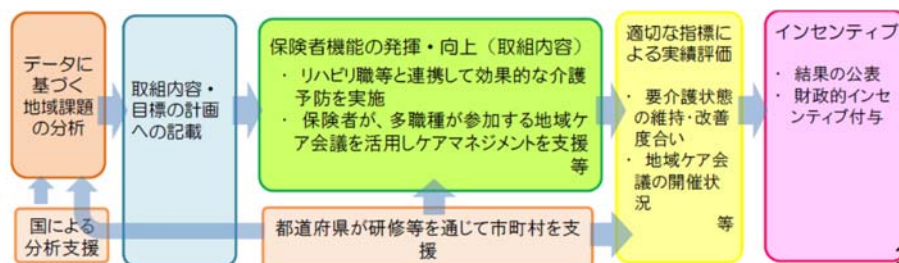 データに
基づく
地域課題
の分析
国による
分析支援
取組内容・
目標の計画
への記載
保険者機能の発揮・向上（取組内容）
・ リハビリ職等と連携して効果的な介護
予防を実施
・ 保険者が、多職種が参加する地域ケ
ア会議を活用しケアマネジメントを支援
等
都道府県が研修等を通じて市町村を支
援
適切な指標に
よる実績評価
・ 要介護状態
の維持・改善
度合い
・ 地域ケア会
議の開催状
況
等
インセンティブ
・ 結果の公表
・ 財政的インセ
ンティブ付与